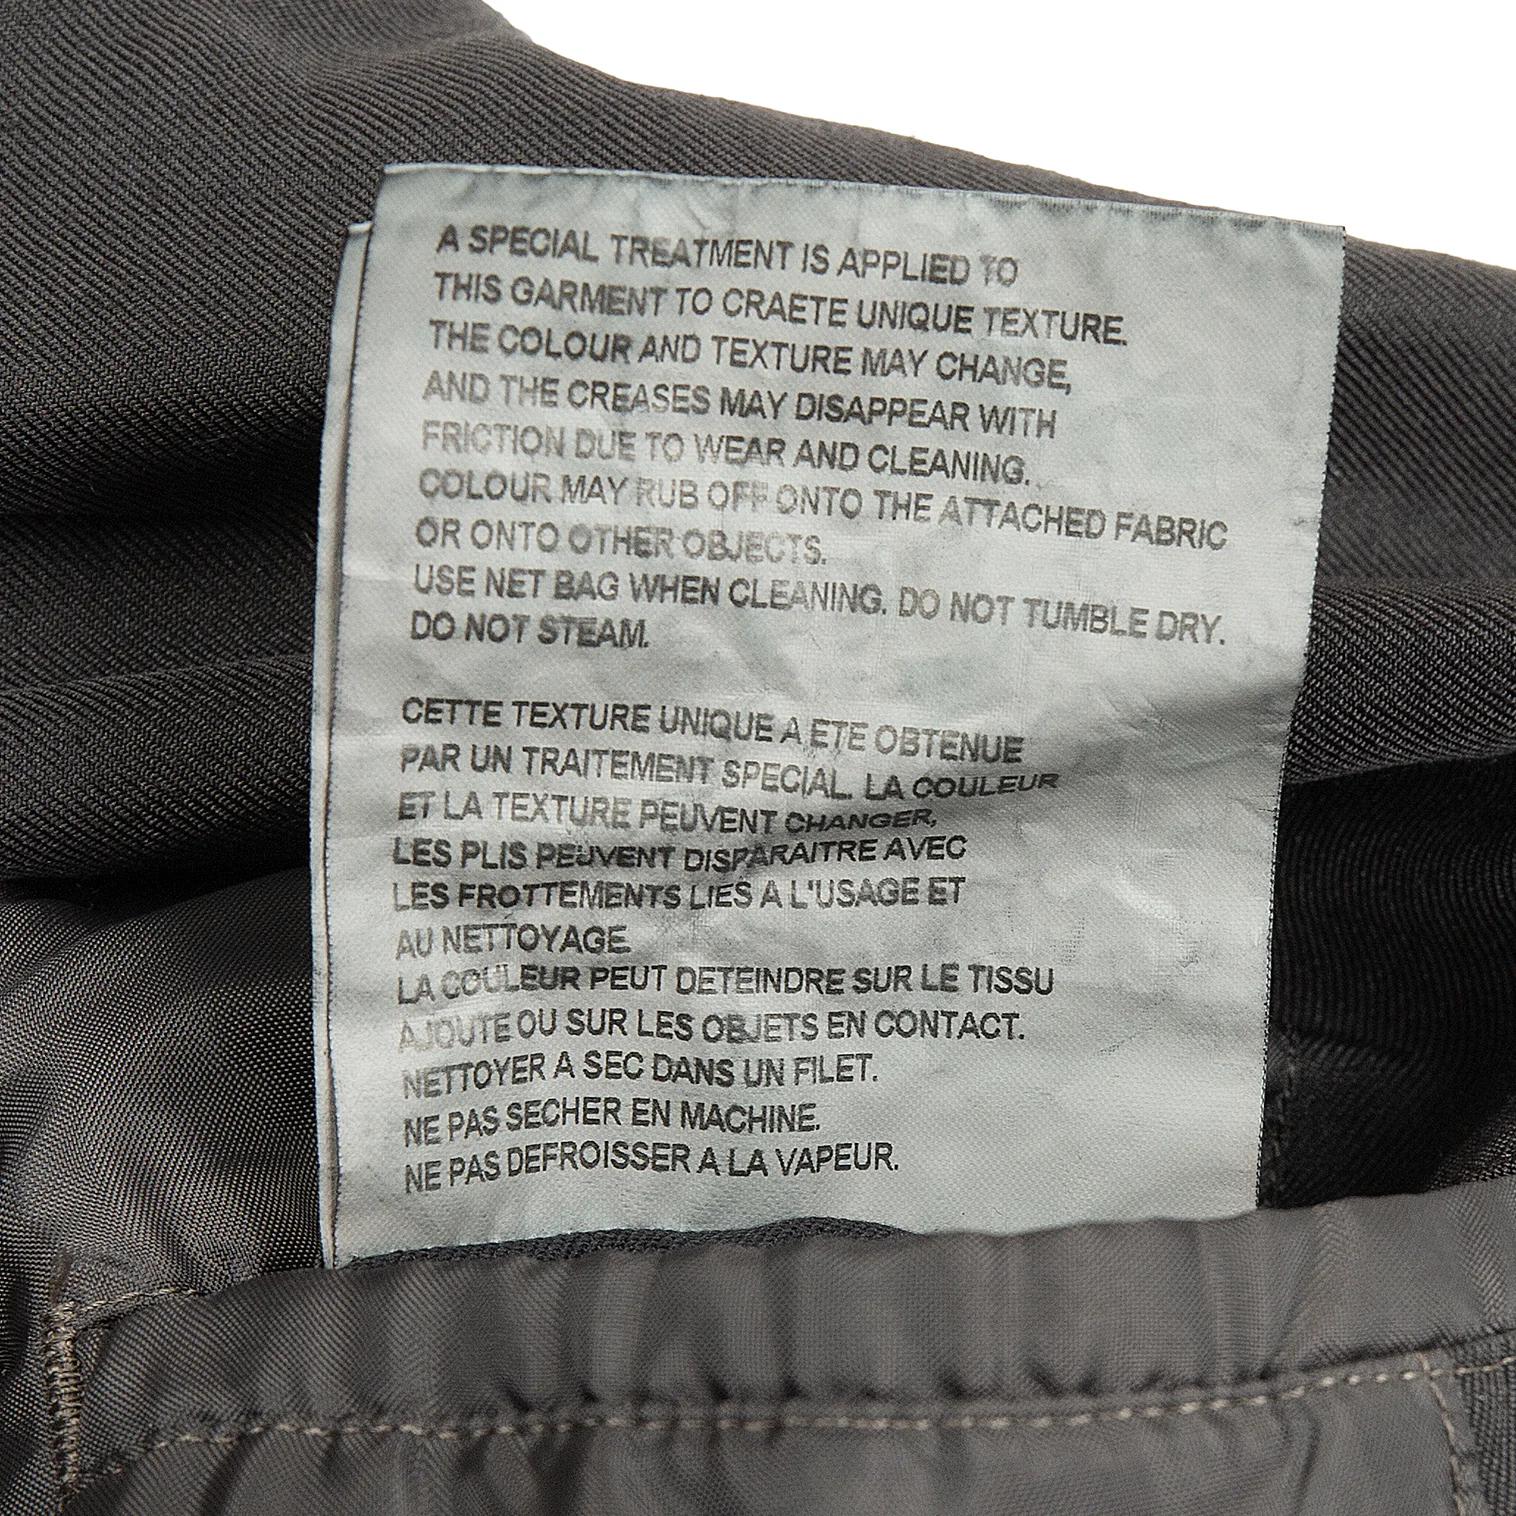 A SPECIAL TREATMENT IS APPLIED TO
THIS GARMENT TO CRAETE UNIQUE TEXTURE.
THE COLOUR AND TEXTURE MAY CHANGE,
AND THE CREASES MAY DISAPPEAR WITH
FRICTION DUE TO WEAR AND CLEANING.
COLOUR MAY RUB OFF ONTO THE ATTACHED FABRIC
OR ONTO OTHER OBJECTS.
USE NET BAG WHEN CLEANING. DO NOT TUMBLE DRY.
DO NOT STEAM.
CETTE TEXTURE UNIQUE A ETE OBTENUE
PAR UN TRAITEMENT SPECIAL. LA COULEUR
ET LA TEXTURE PEUVENT CHANGER,
LES PLIS PEUVENT DISPARAITRE AVEC
LES FROTTEMENTS LIES A L'USAGE ET
AU NETTOYAGE.
LA COULEUR PEUT DETEINDRE SUR LE TISSU
AJOUTE OU SUR LES OBJETS EN CONTACT.
NETTOYER A SEC DANS UN FILET.
NE PAS SECHER EN MACHINE.
NE PAS DEFROISSER A LA VAPEUR.